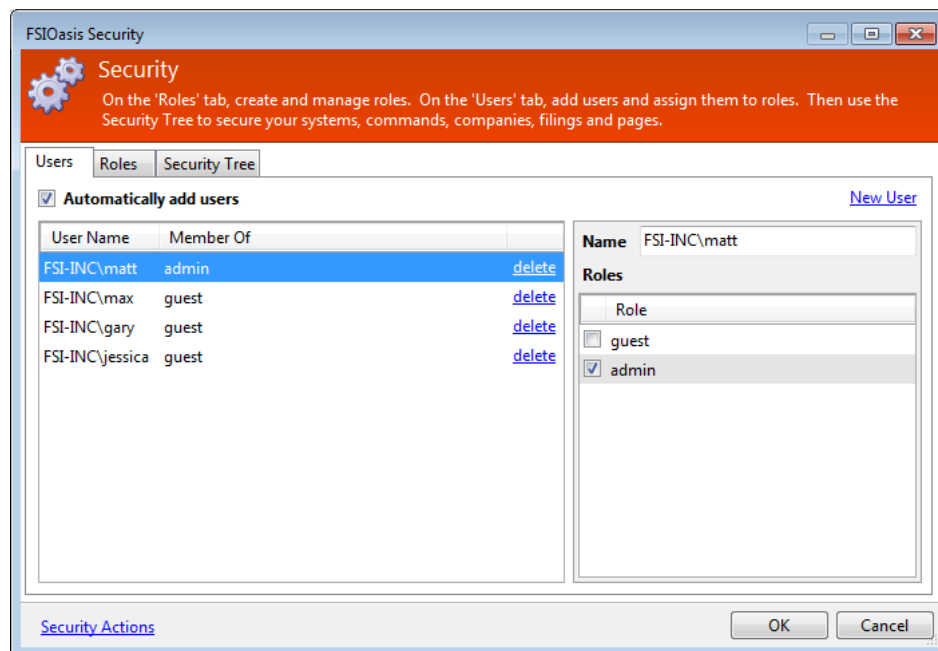 FSIOasis Security
Security
On the 'Roles' tab, create and manage roles. On the 'Users' tab, add users and assign them to roles. Then use the
Security Tree to secure your systems, commands, companies, filings and pages.
Users Roles Security Tree
Automatically add users New User
User Name Member Of
FSI-INC\matt admin delete
FSI-INC\max guest delete
FSI-INC\gary guest delete
FSI-INC\jessica guest delete
Name FSI-INC\matt
Roles
Role
guest
admin
Security Actions OK Cancel